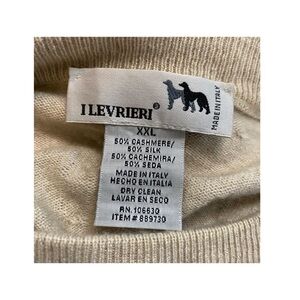 I LEVRIERI®
MADE IN ITALY
XXL
50% CASHMERE/
50% SILK
50% CACHEMIRA/
50% SEDA
MADE IN ITALY
HECHO EN ITALIA
DRY CLEAN
LAVAR EN SECO
RN. 106630
ITEM # 889730